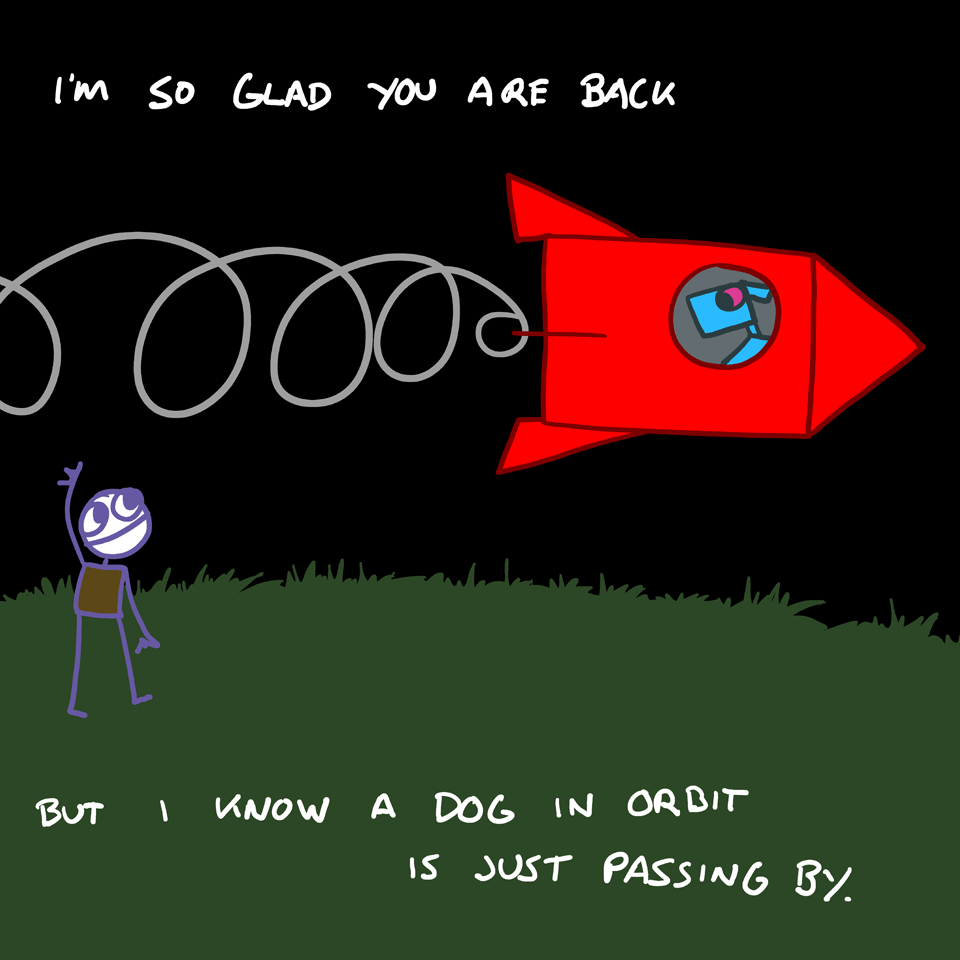 I'M SO GLAD YOU ARE BACK
BUT I KNOW A DOG IN ORBIT
IS JUST PASSING BY.